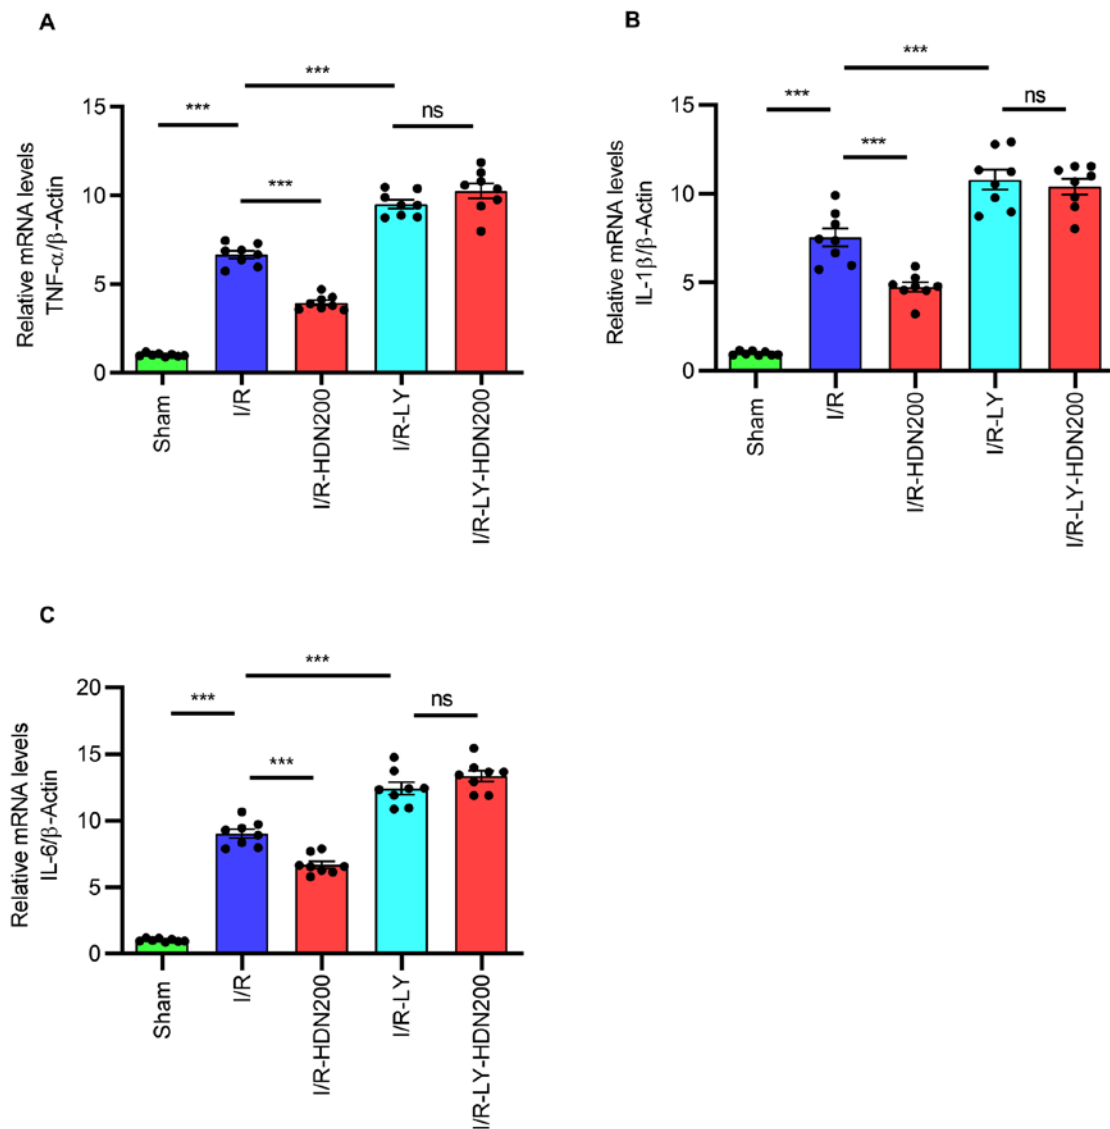 A
***
***
ns
***
Relative mRNA levels
TNF-α/β-Actin
15
10
5
0
Sham
I/R
I/R-HDN200
I/R-LY
I/R-LY-HDN200
B
***
***
ns
***
Relative mRNA levels
IL-1β/β-Actin
15
10
5
0
Sham
I/R
I/R-HDN200
I/R-LY
I/R-LY-HDN200
C
***
***
ns
***
Relative mRNA levels
IL-6/β-Actin
20
15
10
5
0
Sham
I/R
I/R-HDN200
I/R-LY
I/R-LY-HDN200